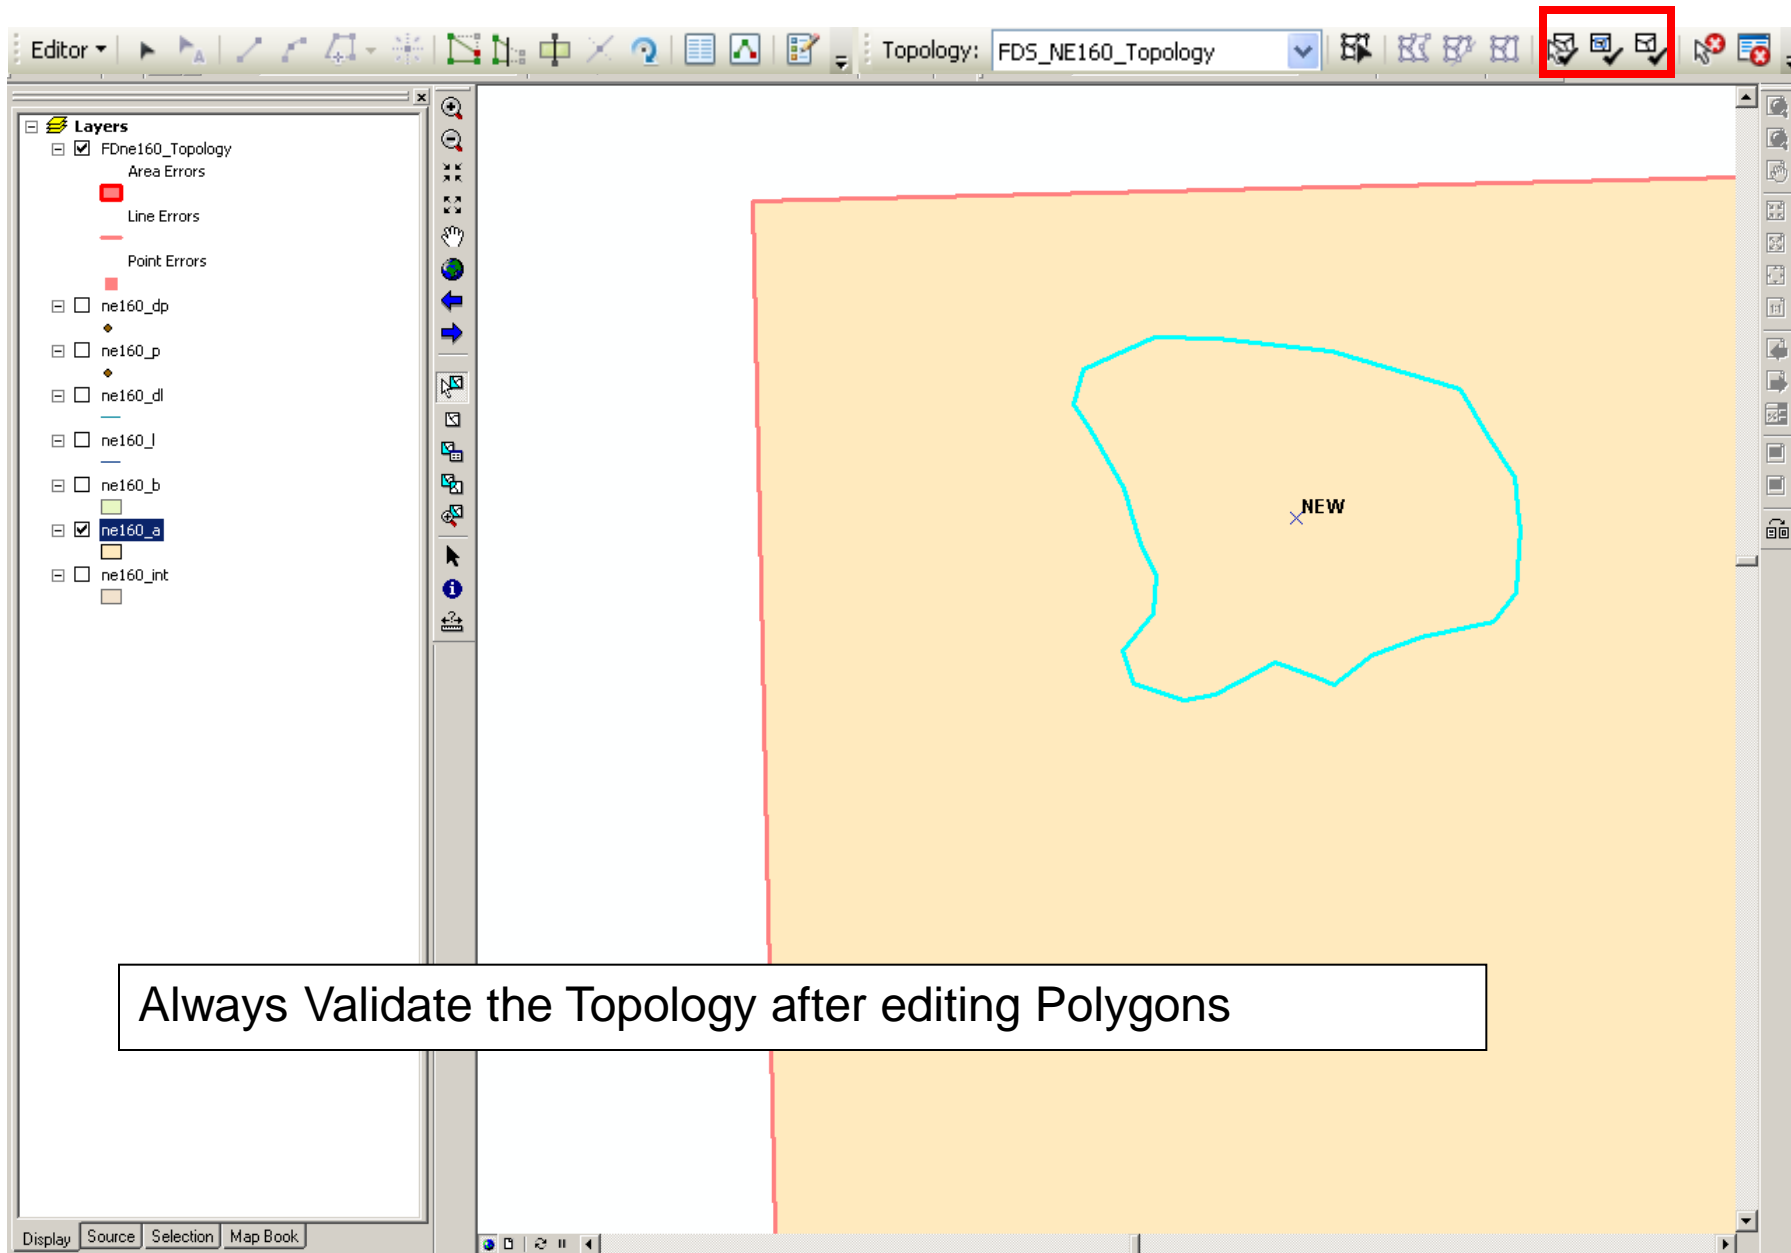 Editor
Topology: FDS_NE160_Topology
Layers
FDne160_Topology
Area Errors
Line Errors
Point Errors
ne160_dp
ne160_p
ne160_dl
ne160_l
ne160_b
ne160_a
ne160_int
NEW
Always Validate the Topology after editing Polygons
Display Source Selection Map Book